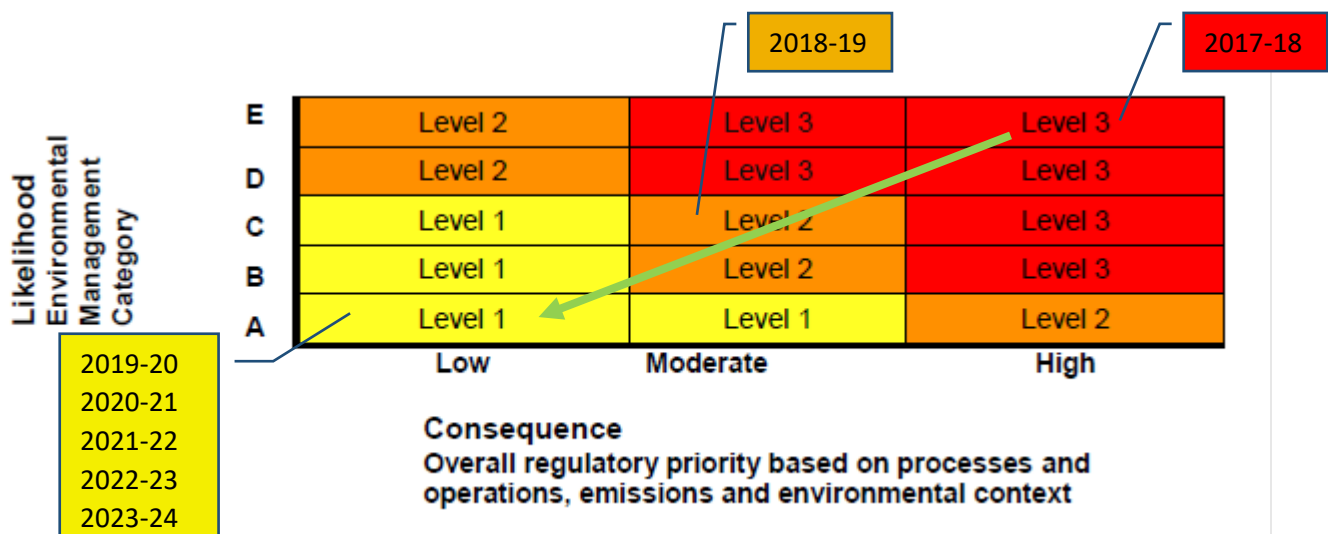 2018-19
2017-18
Likelihood
Environmental
Management
Category
E Level 2 Level 3 Level 3
D Level 2 Level 3 Level 3
C Level 1 Level 2 Level 3
B Level 1 Level 2 Level 3
A Level 1 Level 1 Level 2
Low Moderate High
2019-20
2020-21
2021-22
2022-23
2023-24
Consequence
Overall regulatory priority based on processes and
operations, emissions and environmental context